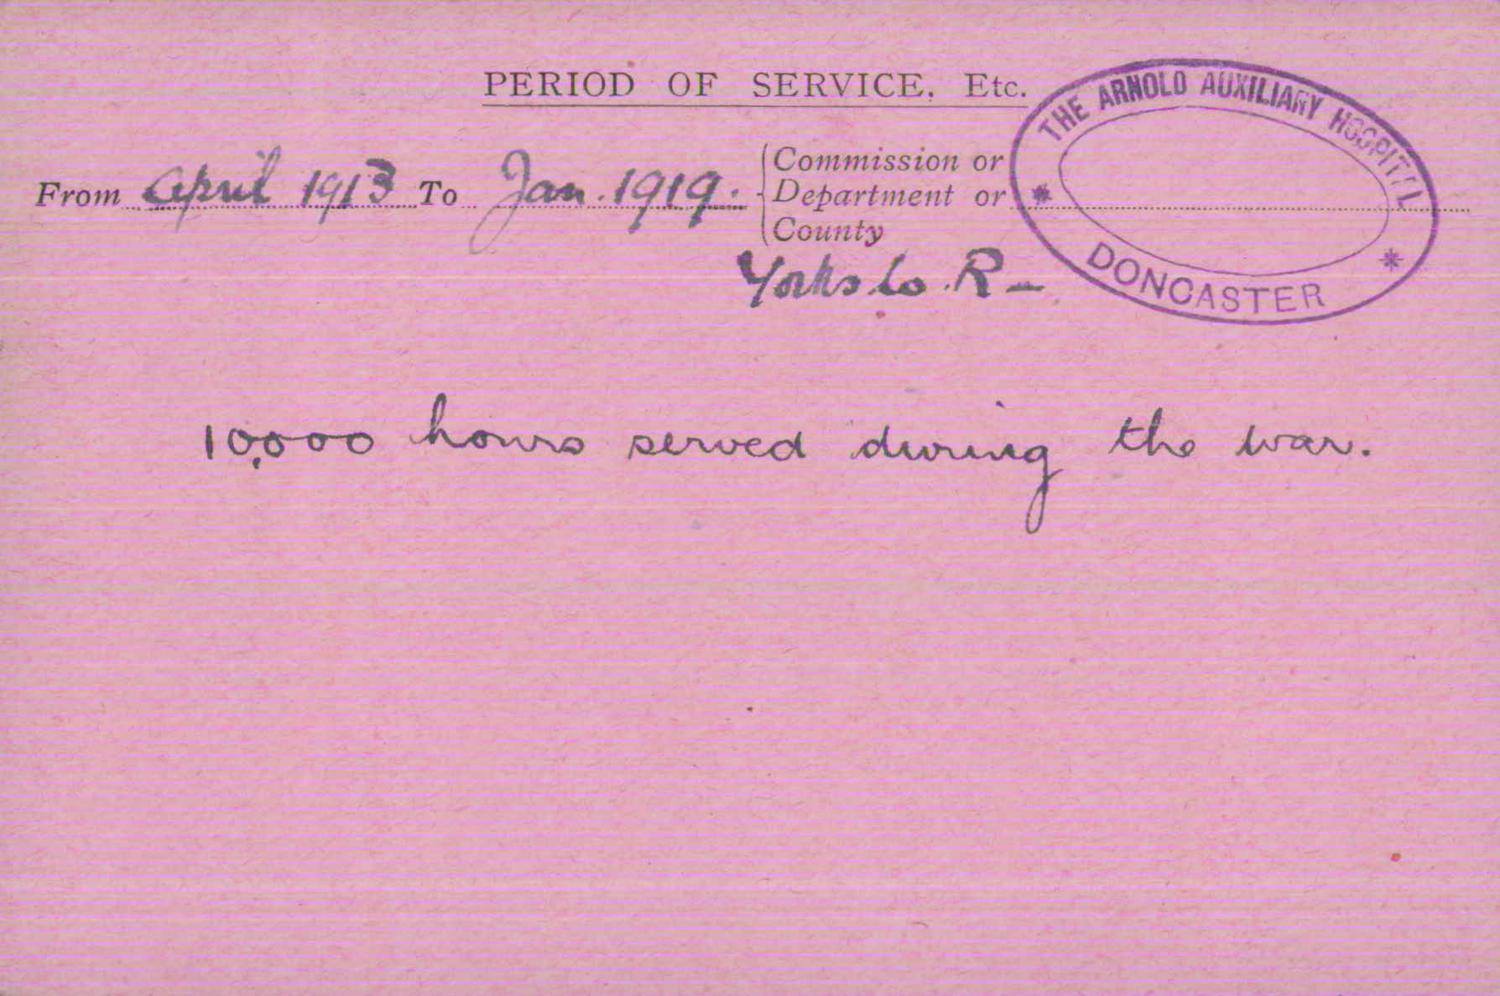 PERIOD OF SERVICE, Etc.
THE ARNOLD AUXILIARY HOSPITAL
* *
DONCASTER
From April 1913 To Jan. 1919. Commission or
Department or
County
Yorks Co. R-
10,000 hours served during the war.